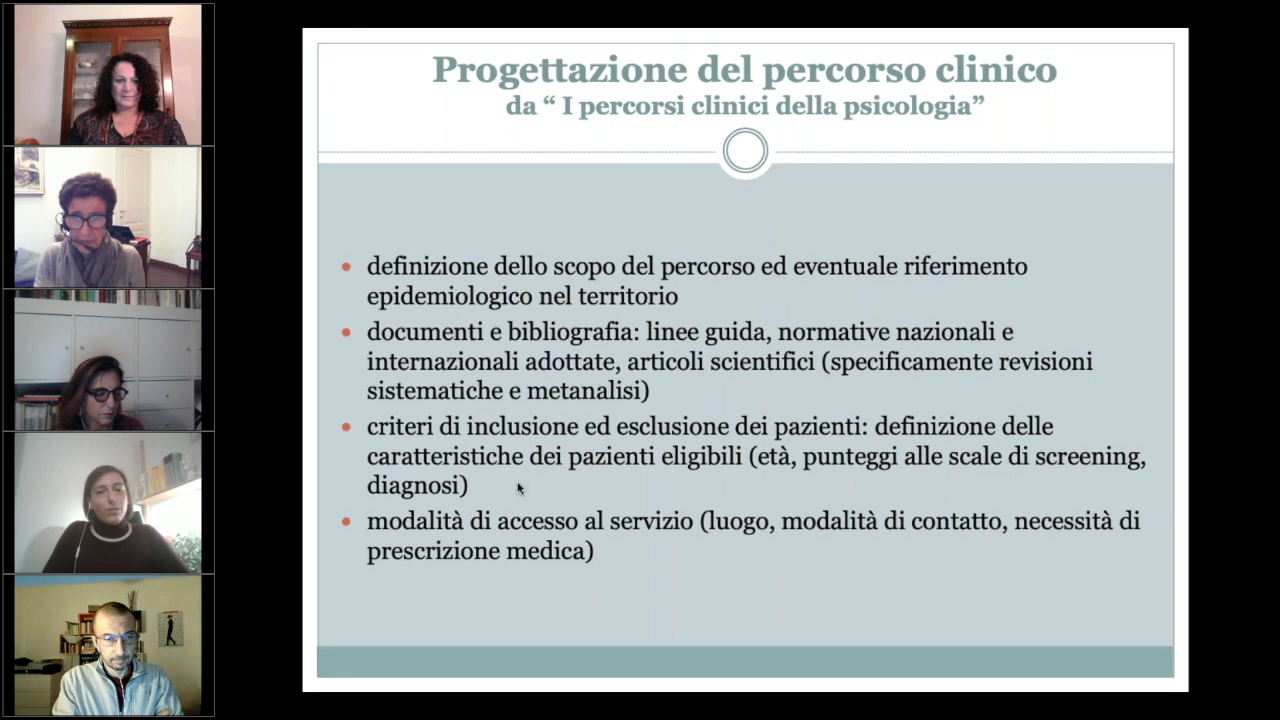 Progettazione del percorso clinico
da “ I percorsi clinici della psicologia”
• definizione dello scopo del percorso ed eventuale riferimento
epidemiologico nel territorio
• documenti e bibliografia: linee guida, normative nazionali e
internazionali adottate, articoli scientifici (specificamente revisioni
sistematiche e metanalisi)
• criteri di inclusione ed esclusione dei pazienti: definizione delle
caratteristiche dei pazienti eligibili (età, punteggi alle scale di screening,
diagnosi)
• modalità di accesso al servizio (luogo, modalità di contatto, necessità di
prescrizione medica)